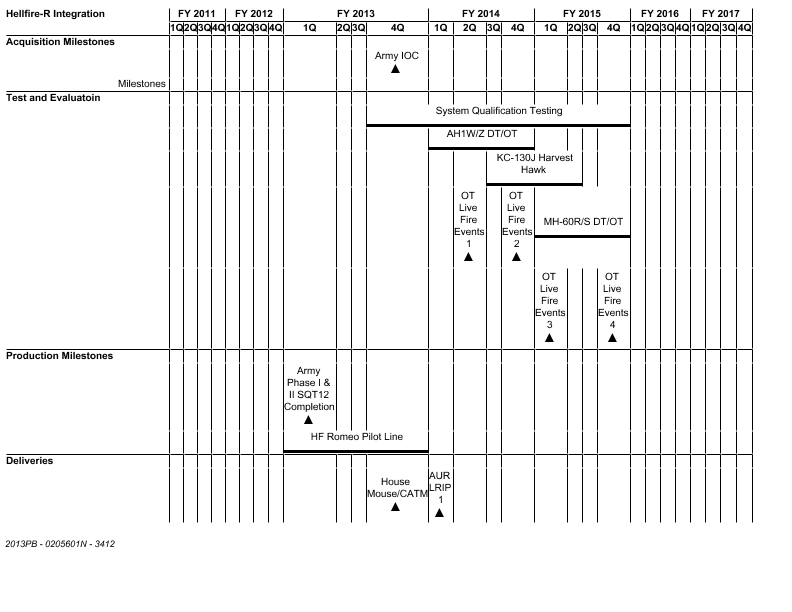 Hellfire-R Integration
FY 2011 FY 2012 FY 2013 FY 2014 FY 2015 FY 2016 FY 2017
1Q 2Q 3Q 4Q 1Q 2Q 3Q 4Q 1Q 2Q 3Q 4Q 1Q 2Q 3Q 4Q 1Q 2Q 3Q 4Q 1Q 2Q 3Q 4Q 1Q 2Q 3Q 4Q
Acquisition Milestones
Army IOC
Milestones
Test and Evaluatoin
System Qualification Testing
AH1W/Z DT/OT
KC-130J Harvest
Hawk
OT
Live
Fire
Events
1
OT
Live
Fire
Events
2
MH-60R/S DT/OT
OT
Live
Fire
Events
3
OT
Live
Fire
Events
4
Production Milestones
Army
Phase I &
II SQT12
Completion
HF Romeo Pilot Line
Deliveries
House
Mouse/CATM
AUR
LRIP
1
2013PB - 0205601N - 3412